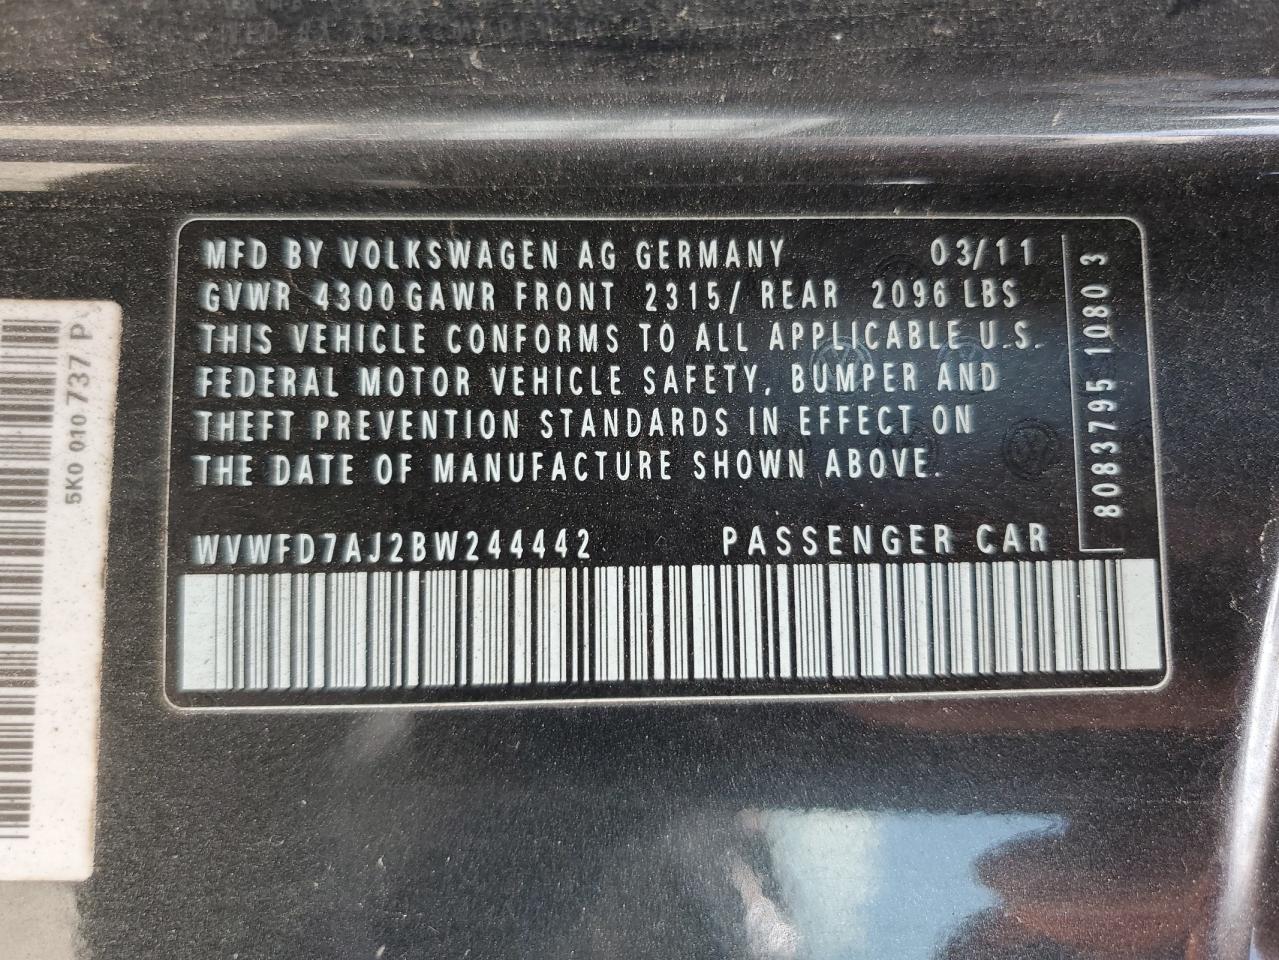 MFD BY VOLKSWAGEN AG GERMANY 03/11
GVWR 4300 GAWR FRONT 2315/ REAR 2096 LBS
THIS VEHICLE CONFORMS TO ALL APPLICABLE U.S.
FEDERAL MOTOR VEHICLE SAFETY, BUMPER AND
THEFT PREVENTION STANDARDS IN EFFECT ON
THE DATE OF MANUFACTURE SHOWN ABOVE.
WVWFD7AJ2BW244442 PASSENGER CAR
8083795 10803
5K0 010 737 P